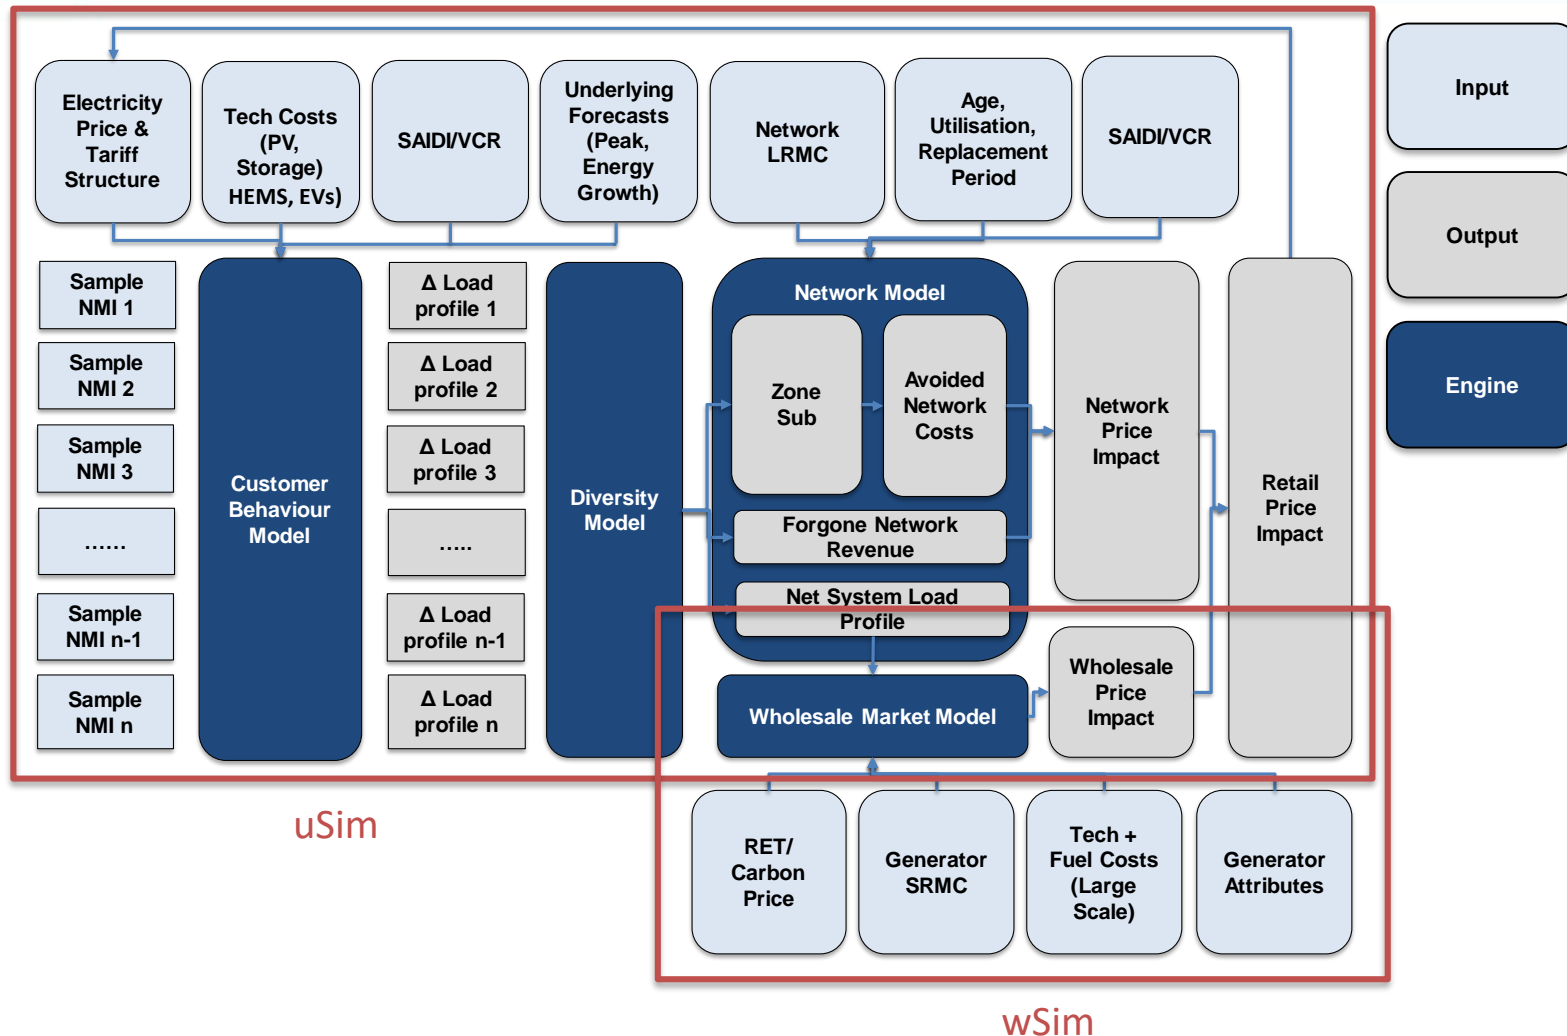 Electricity
Price &
Tariff
Structure
Tech Costs
(PV,
Storage)
HEMS, EVs)
SAIDI/VCR
Underlying
Forecasts
(Peak,
Energy
Growth)
Network
LRMC
Age,
Utilisation,
Replacement
Period
SAIDI/VCR
Input
Output
Engine
Sample
NMI 1
Sample
NMI 2
Sample
NMI 3
......
Sample
NMI n-1
Sample
NMI n
Customer
Behaviour
Model
Δ Load
profile 1
Δ Load
profile 2
Δ Load
profile 3
.....
Δ Load
profile n-1
Δ Load
profile n
Diversity
Model
Network Model
Zone
Sub
Avoided
Network
Costs
Forgone Network
Revenue
Net System Load
Profile
Network
Price
Impact
Retail
Price
Impact
Wholesale Market Model
Wholesale
Price
Impact
uSim
RET/
Carbon
Price
Generator
SRMC
Tech +
Fuel Costs
(Large
Scale)
Generator
Attributes
wSim